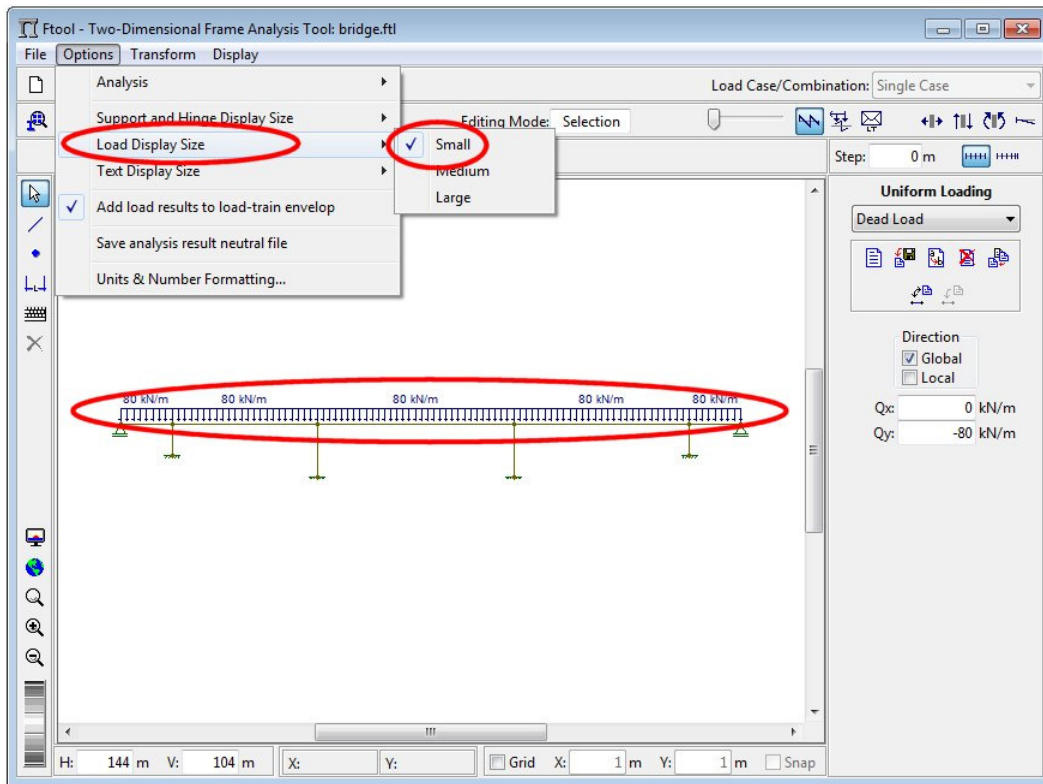 Ftool - Two-Dimensional Frame Analysis Tool: bridge.ftl
File Options Transform Display
Analysis
Load Case/Combination: Single Case
Support and Hinge Display Size
Editing Mode: Selection
Load Display Size
Small
Step: 0 m
Text Display Size
Medium
Large
Uniform Loading
Add load results to load-train envelop
Dead Load
Save analysis result neutral file
Units & Number Formatting...
Direction
Global
Local
80 kN/m 80 kN/m 80 kN/m 80 kN/m 80 kN/m
Qx: 0 kN/m
Qy: -80 kN/m
H: 144 m V: 104 m X: Y: Grid X: 1 m Y: 1 m Snap